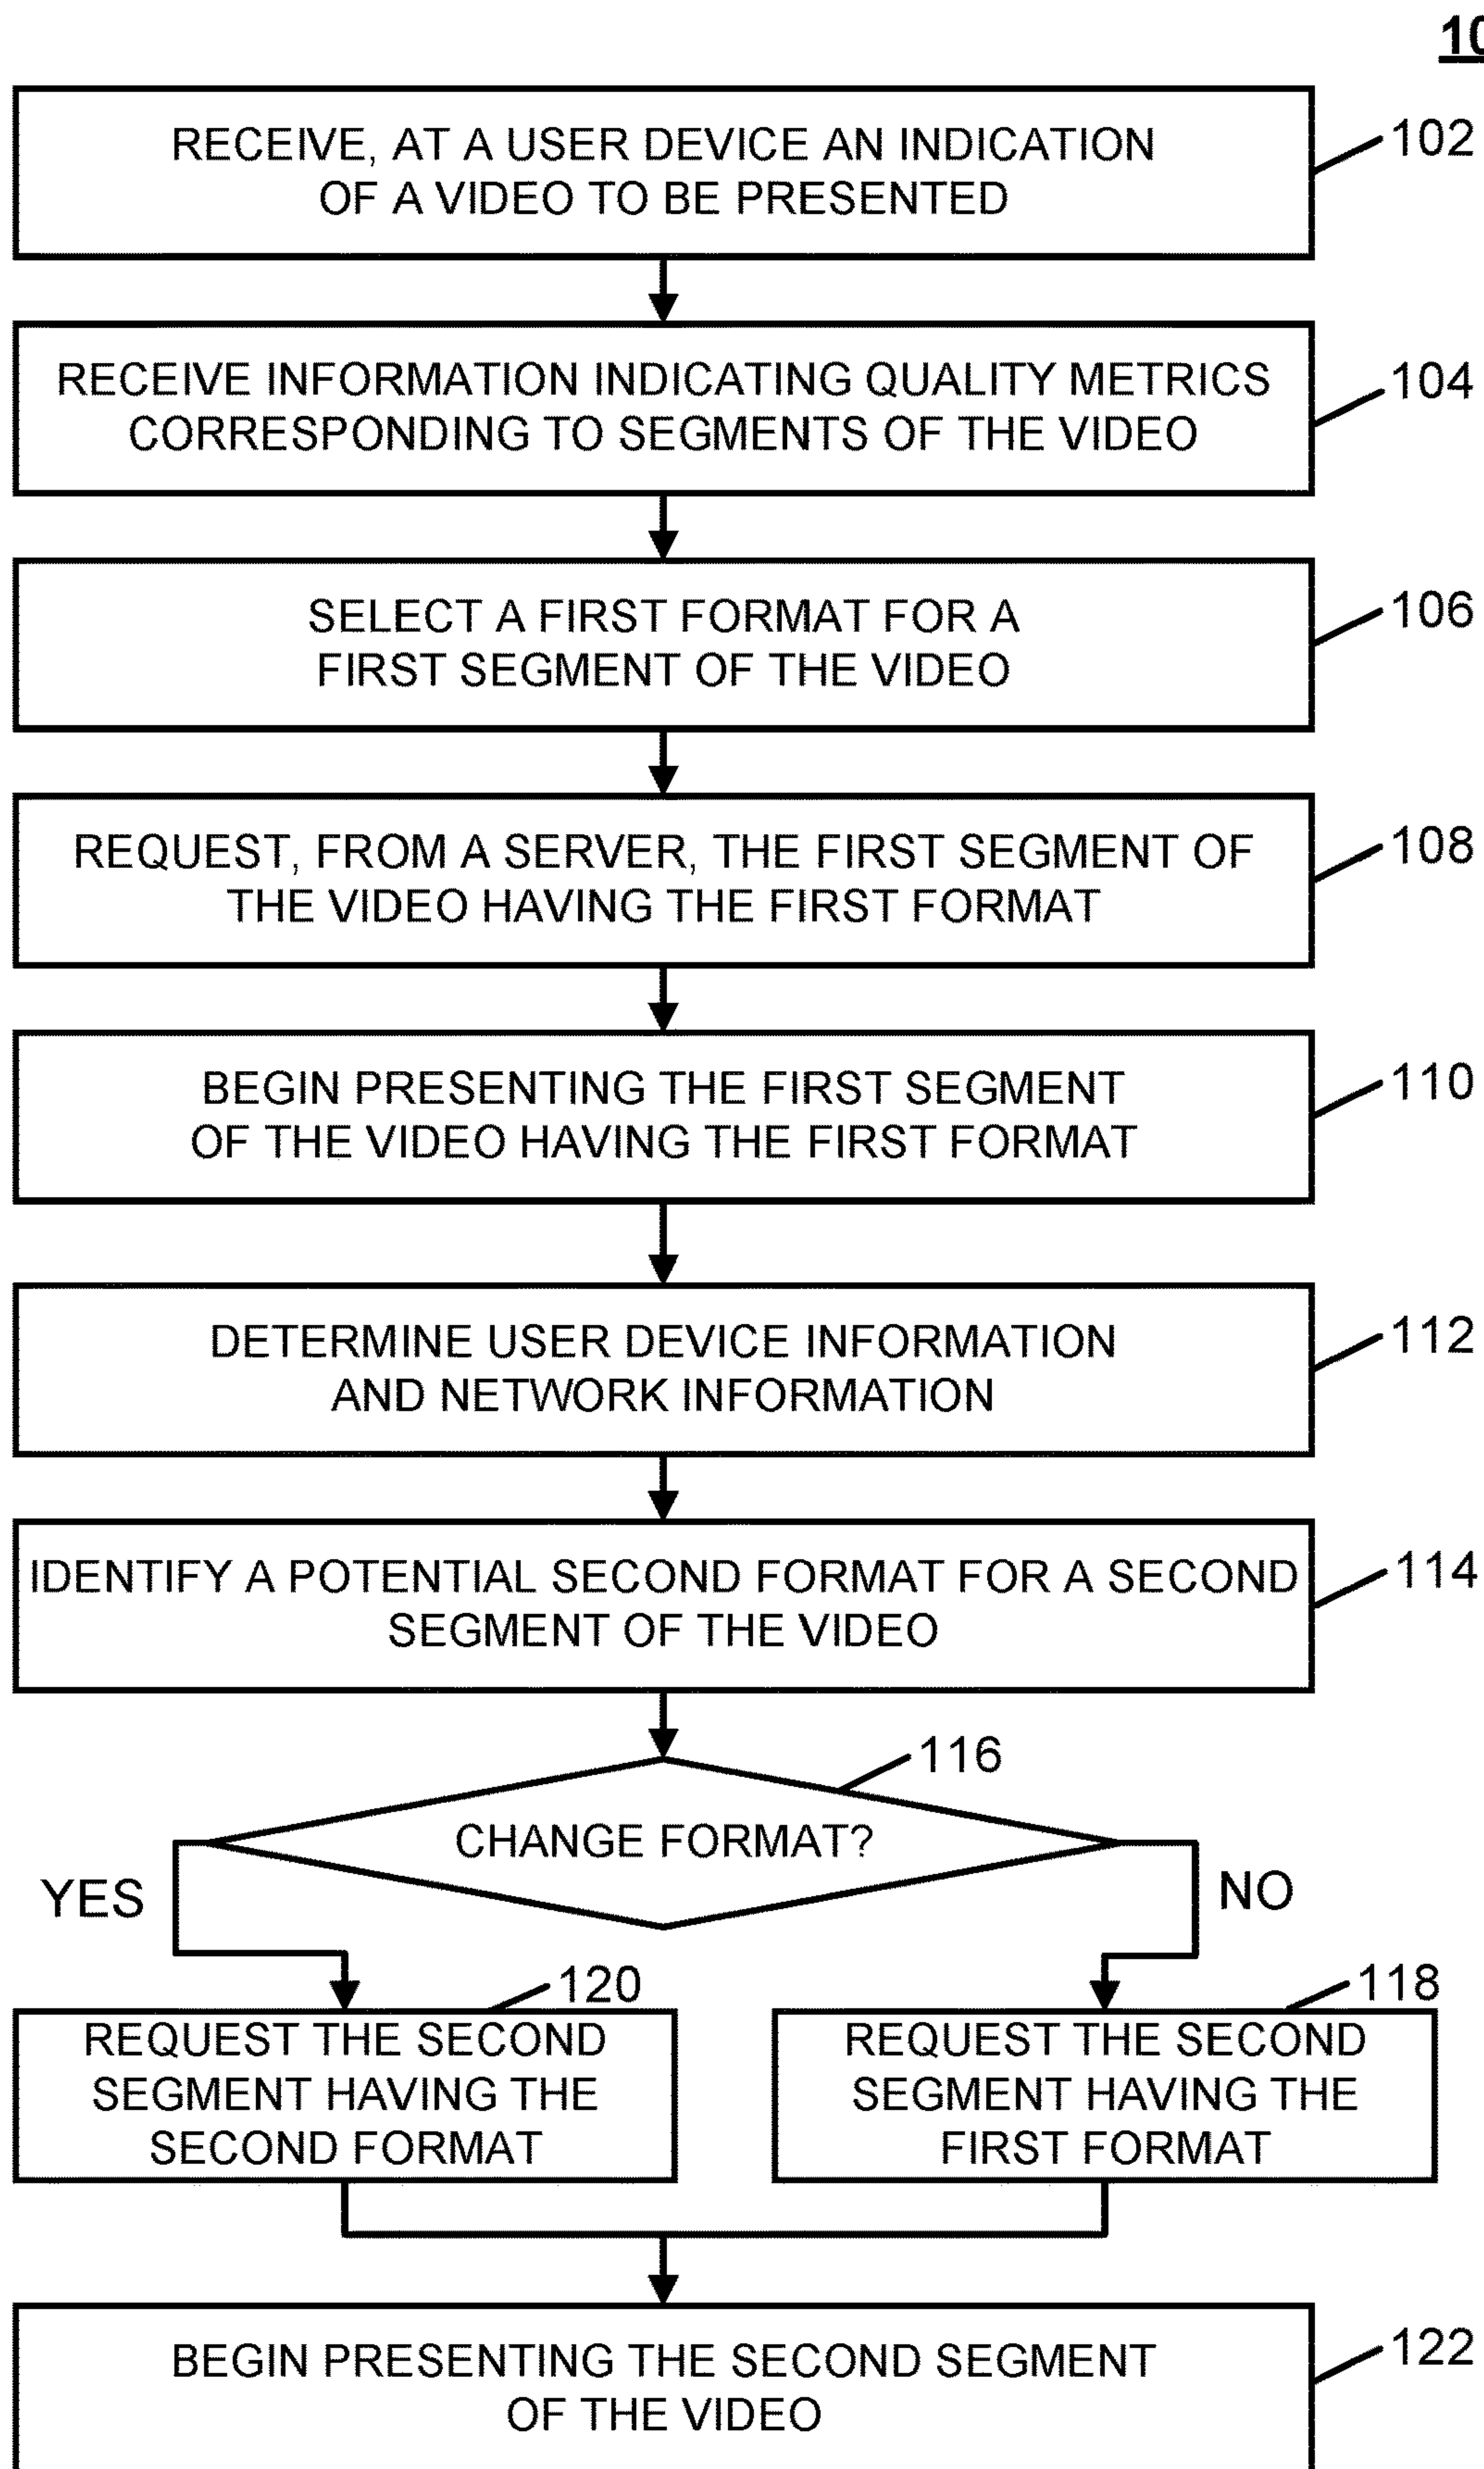 10
RECEIVE, AT A USER DEVICE AN INDICATION
OF A VIDEO TO BE PRESENTED
102
RECEIVE INFORMATION INDICATING QUALITY METRICS
CORRESPONDING TO SEGMENTS OF THE VIDEO
104
SELECT A FIRST FORMAT FOR A
FIRST SEGMENT OF THE VIDEO
106
REQUEST, FROM A SERVER, THE FIRST SEGMENT OF
THE VIDEO HAVING THE FIRST FORMAT
108
BEGIN PRESENTING THE FIRST SEGMENT
OF THE VIDEO HAVING THE FIRST FORMAT
110
DETERMINE USER DEVICE INFORMATION
AND NETWORK INFORMATION
112
IDENTIFY A POTENTIAL SECOND FORMAT FOR A SECOND
SEGMENT OF THE VIDEO
114
116
CHANGE FORMAT?
YES
NO
120
REQUEST THE SECOND
SEGMENT HAVING THE
SECOND FORMAT
118
REQUEST THE SECOND
SEGMENT HAVING THE
FIRST FORMAT
BEGIN PRESENTING THE SECOND SEGMENT
OF THE VIDEO
122